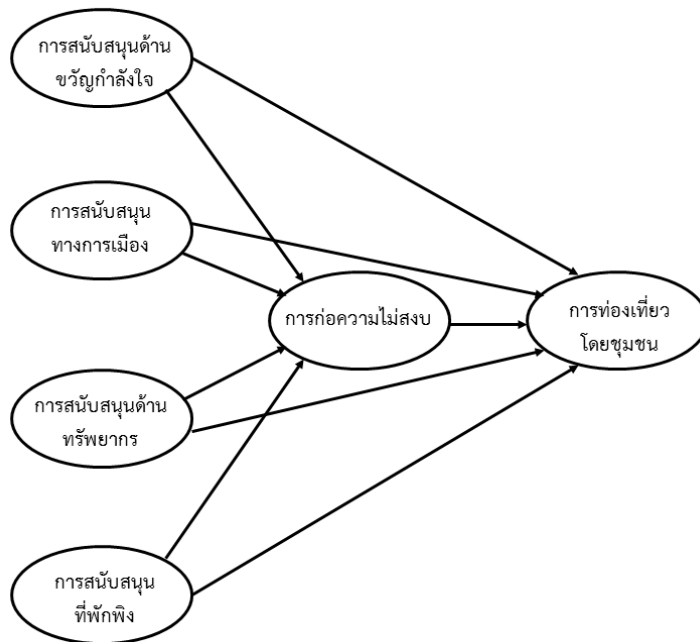 การสนับสนุนด้าน
ขวัญกำลังใจ
การสนับสนุน
ทางการเมือง
การก่อความไม่สงบ
การท่องเที่ยว
โดยชุมชน
การสนับสนุนด้าน
ทรัพยากร
การสนับสนุน
ที่พักพิง